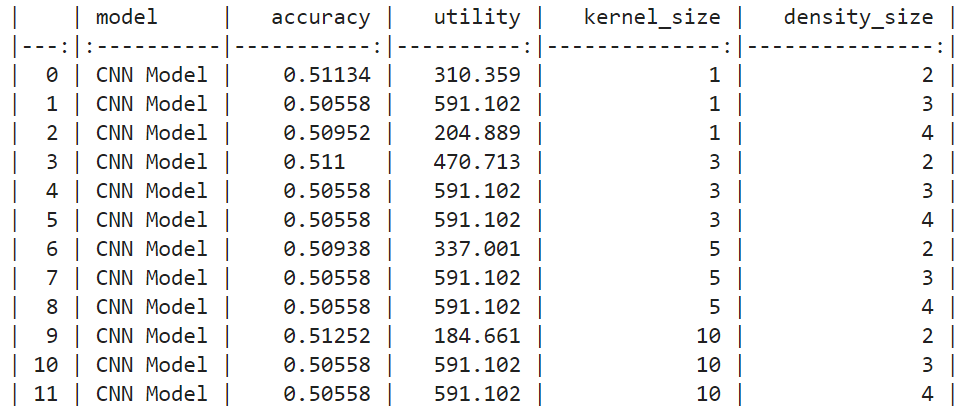 |    | model     |   accuracy |   utility |   kernel_size |   density_size |
|---:|:----------|-----------:|----------:|--------------:|---------------:|
|  0 | CNN Model |    0.51134 |   310.359 |             1 |              2 |
|  1 | CNN Model |    0.50558 |   591.102 |             1 |              3 |
|  2 | CNN Model |    0.50952 |   204.889 |             1 |              4 |
|  3 | CNN Model |    0.511   |   470.713 |             3 |              2 |
|  4 | CNN Model |    0.50558 |   591.102 |             3 |              3 |
|  5 | CNN Model |    0.50558 |   591.102 |             3 |              4 |
|  6 | CNN Model |    0.50938 |   337.001 |             5 |              2 |
|  7 | CNN Model |    0.50558 |   591.102 |             5 |              3 |
|  8 | CNN Model |    0.50558 |   591.102 |             5 |              4 |
|  9 | CNN Model |    0.51252 |   184.661 |            10 |              2 |
| 10 | CNN Model |    0.50558 |   591.102 |            10 |              3 |
| 11 | CNN Model |    0.50558 |   591.102 |            10 |              4 |